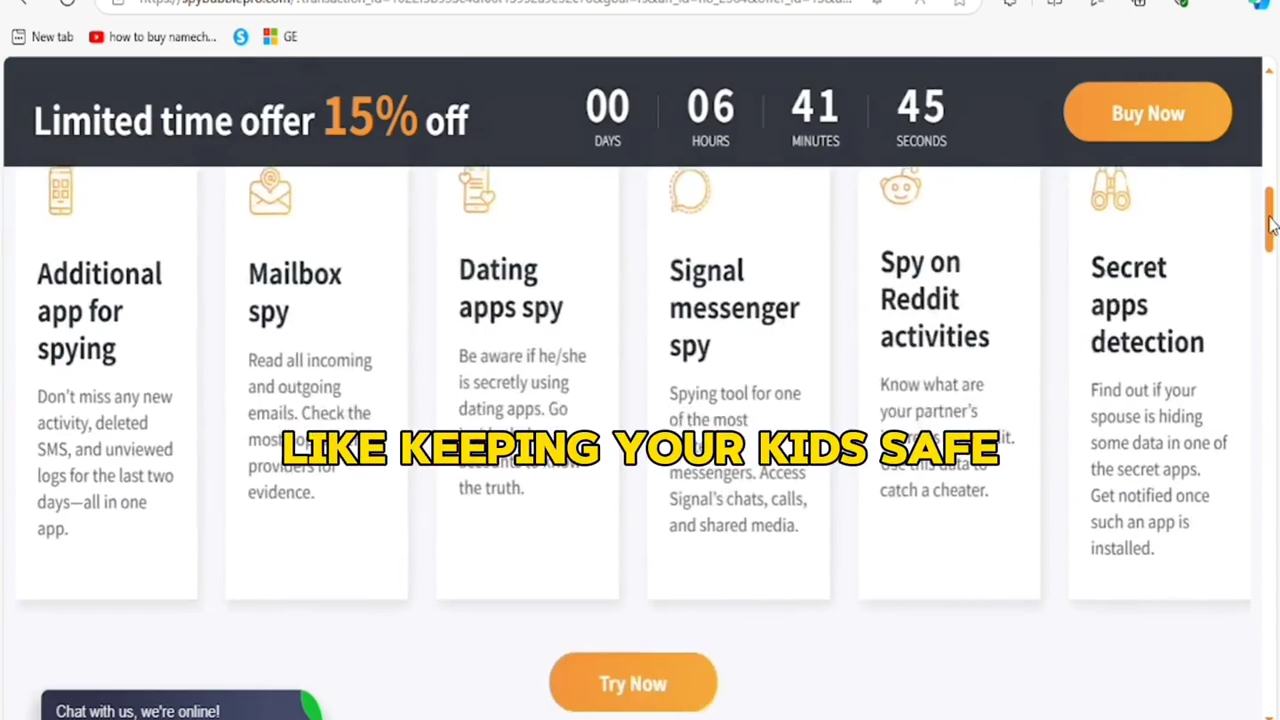 New tab
how to buy namech...
GE
Limited time offer 15% off
00
DAYS
06
HOURS
41
MINUTES
45
SECONDS
Buy Now
Additional
app for
spying
Don't miss any new
activity, deleted
SMS, and unviewed
logs for the last two
days—all in one
app.
Mailbox
spy
Read all incoming
and outgoing
emails. Check the
providers for
evidence.
Dating
apps spy
Be aware if he/she
is secretly using
dating apps. Go
the truth.
Signal
messenger
spy
Spying tool for one
of the most
messengers. Access
Signal's chats, calls,
and shared media.
Spy on
Reddit
activities
Know what are
your partner's
catch a cheater.
Secret
apps
detection
Find out if your
spouse is hiding
some data in one of
the secret apps.
Get notified once
such an app is
installed.
LIKE KEEPING YOUR KIDS SAFE
Try Now
Chat with us, we're online!